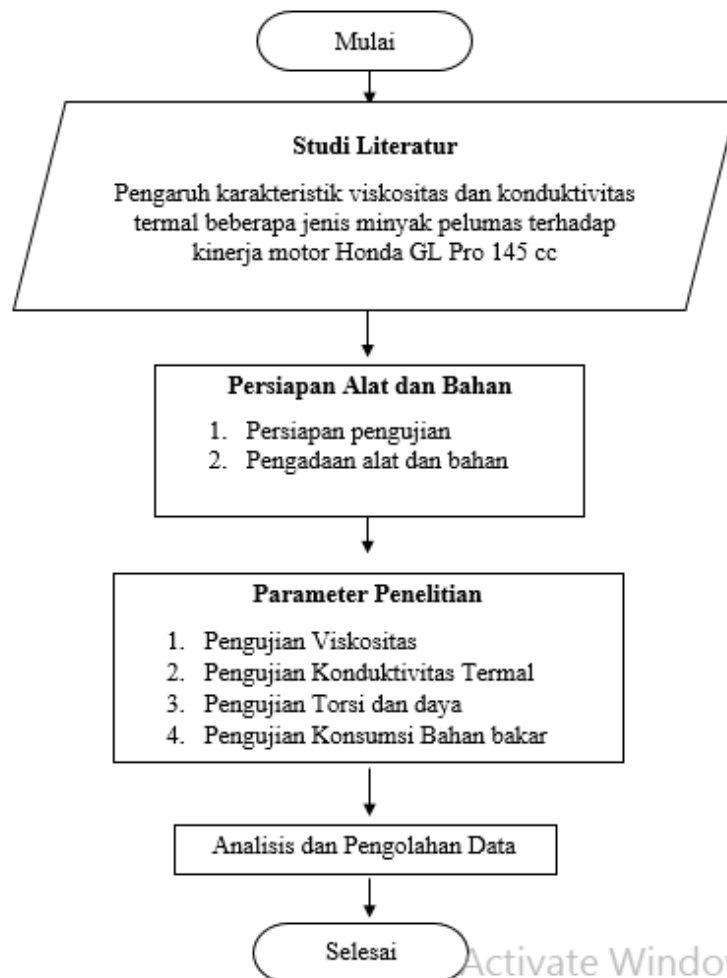 Mulai
Studi Literatur
Pengaruh karakteristik viskositas dan konduktivitas
termal beberapa jenis minyak pelumas terhadap
kinerja motor Honda GL Pro 145 cc
Persiapan Alat dan Bahan
1. Persiapan pengujian
2. Pengadaan alat dan bahan
Parameter Penelitian
1. Pengujian Viskositas
2. Pengujian Konduktivitas Termal
3. Pengujian Torsi dan daya
4. Pengujian Konsumsi Bahan bakar
Analisis dan Pengolahan Data
Selesai
Activate Windo